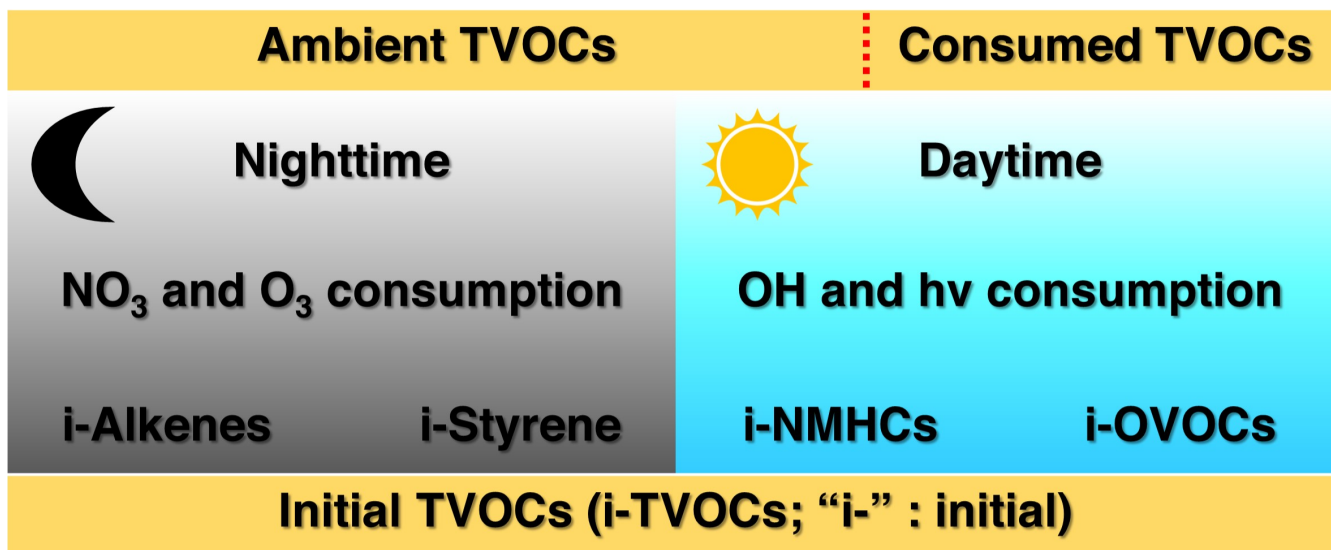 Ambient TVOCs
Consumed TVOCs
Nighttime
Daytime
NO₃ and O₃ consumption
OH and hv consumption
i-Alkenes
i-Styrene
i-NMHCs
i-OVOCs
Initial TVOCs (i-TVOCs; “i-” : initial)